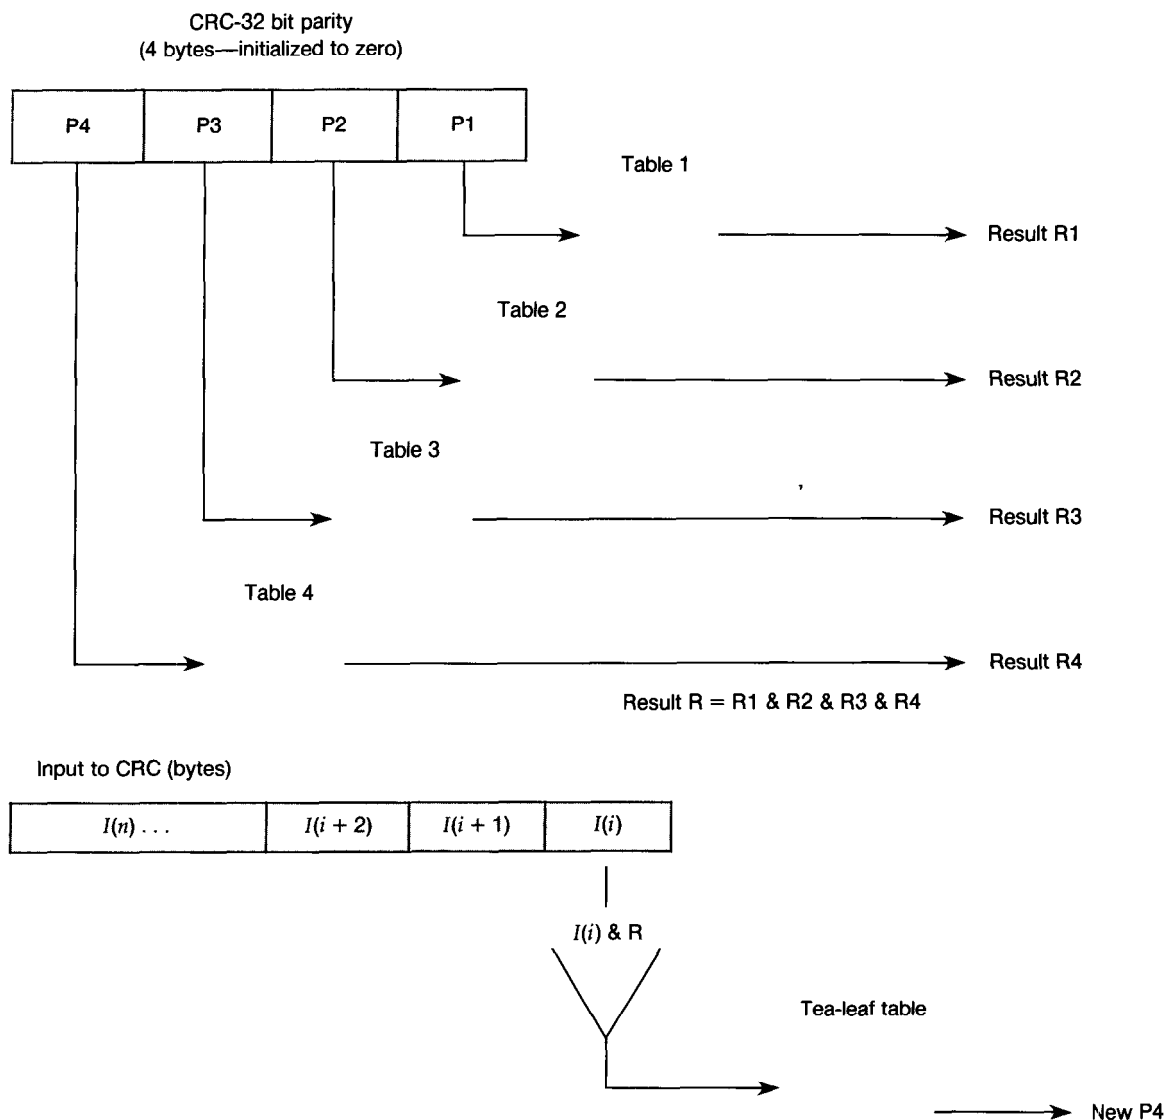 CRC-32 bit parity
(4 bytes—initialized to zero)
P4 P3 P2 P1
Table 1
Result R1
Table 2
Result R2
Table 3
Result R3
Table 4
Result R4
Result R = R1 & R2 & R3 & R4
Input to CRC (bytes)
I(n) . . . I(i + 2) I(i + 1) I(i)
I(i) & R
Tea-leaf table
New P4